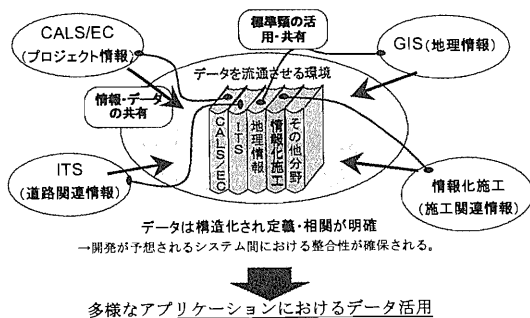 CALS/EC
(プロジェクト情報)
標準類の活
用・共有
GIS(地理情報)
データを流通させる環境
情報・データ
の共有
CALS/EC
ITS
地理情報
情報化施工
その他分野
ITS
(道路関連情報)
情報化施工
(施工関連情報)
データは構造化され定義・相関が明確
→開発が予想されるシステム間における整合性が確保される。
多様なアプリケーションにおけるデータ活用